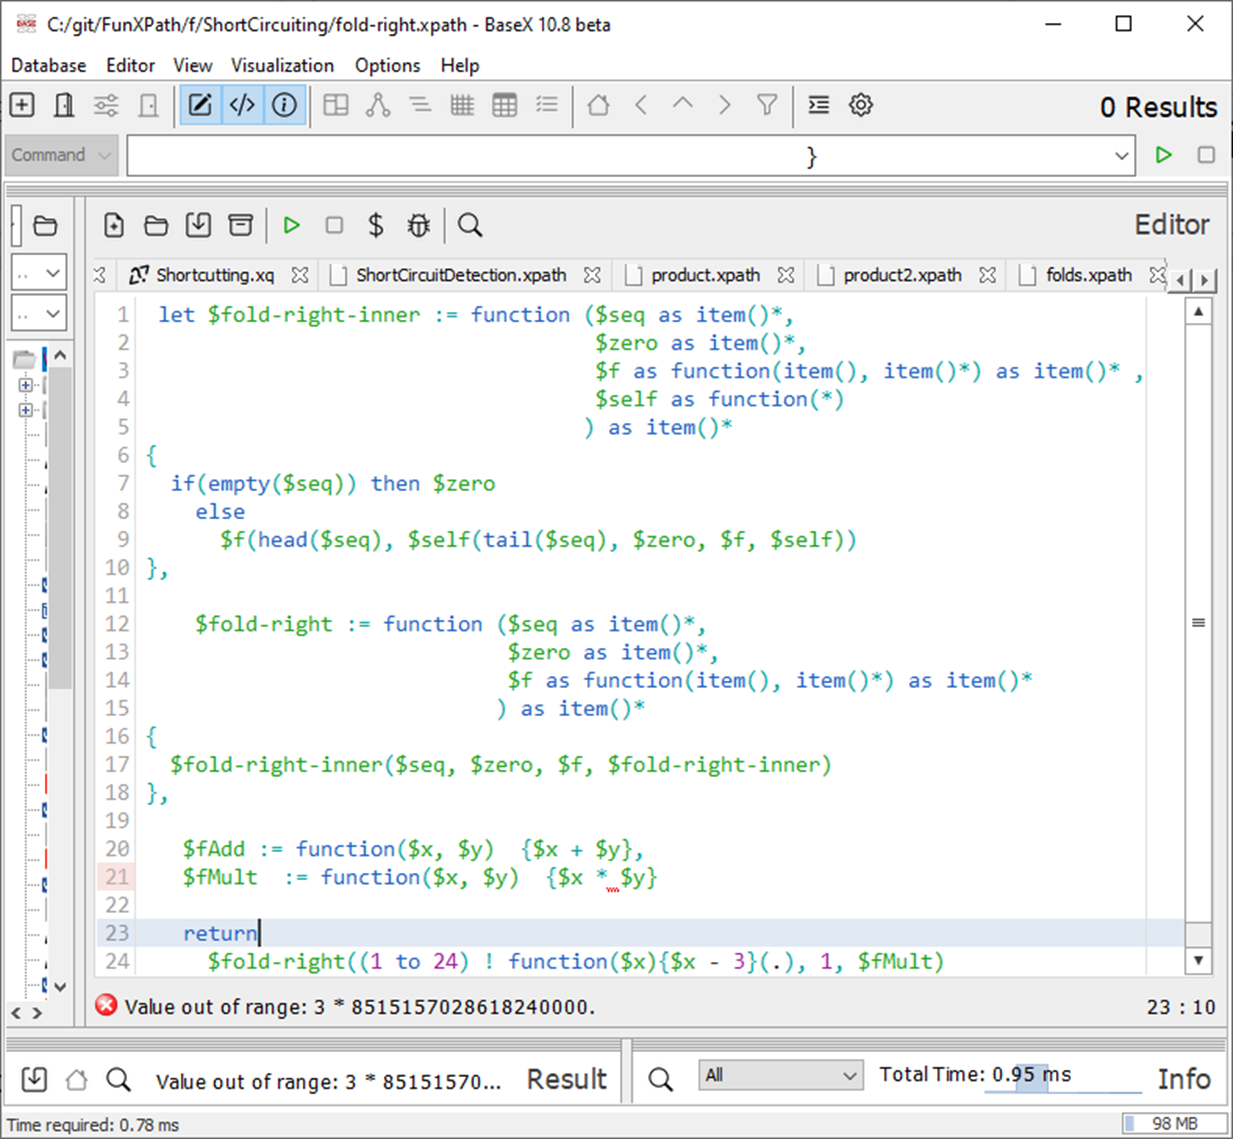 C:/git/FunXPath/f/ShortCircuiting/fold-right.xpath - BaseX 10.8 beta
Database Editor View Visualization Options Help
0 Results
Command }
Editor
Shortcutting.xq ShortCircuitDetection.xpath product.xpath product2.xpath folds.xpath
1 let $fold-right-inner := function ($seq as item()*,
2 $zero as item()*,
3 $f as function(item(), item()*) as item()* ,
4 $self as function(*)
5 ) as item()*
6 {
7 if(empty($seq)) then $zero
8 else
9 $f(head($seq), $self(tail($seq), $zero, $f, $self))
10 },
11
12 $fold-right := function ($seq as item()*,
13 $zero as item()*,
14 $f as function(item(), item()*) as item()*
15 ) as item()*
16 {
17 $fold-right-inner($seq, $zero, $f, $fold-right-inner)
18 },
19
20 $fAdd := function($x, $y) {$x + $y},
21 $fMult := function($x, $y) {$x * $y}
22
23 return
24 $fold-right((1 to 24) ! function($x){$x - 3}(.), 1, $fMult)
Value out of range: 3 * 8515157028618240000. 23 : 10
Value out of range: 3 * 85151570... Result All Total Time: 0.95 ms Info
Time required: 0.78 ms 98 MB